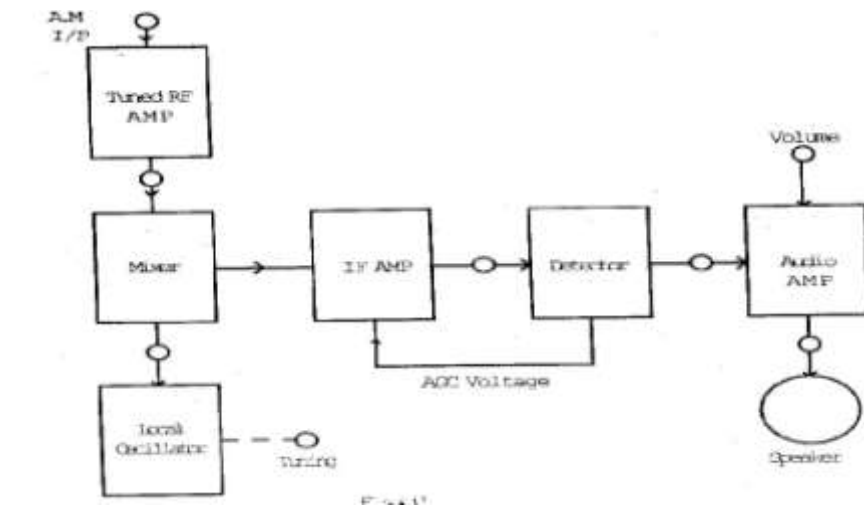 A.M
I/P
Tuned RF
AMP
Volume
Mixer
IF AMP
Detector
Audio
AMP
AGC Voltage
Local
Oscillator
Tuning
Speaker